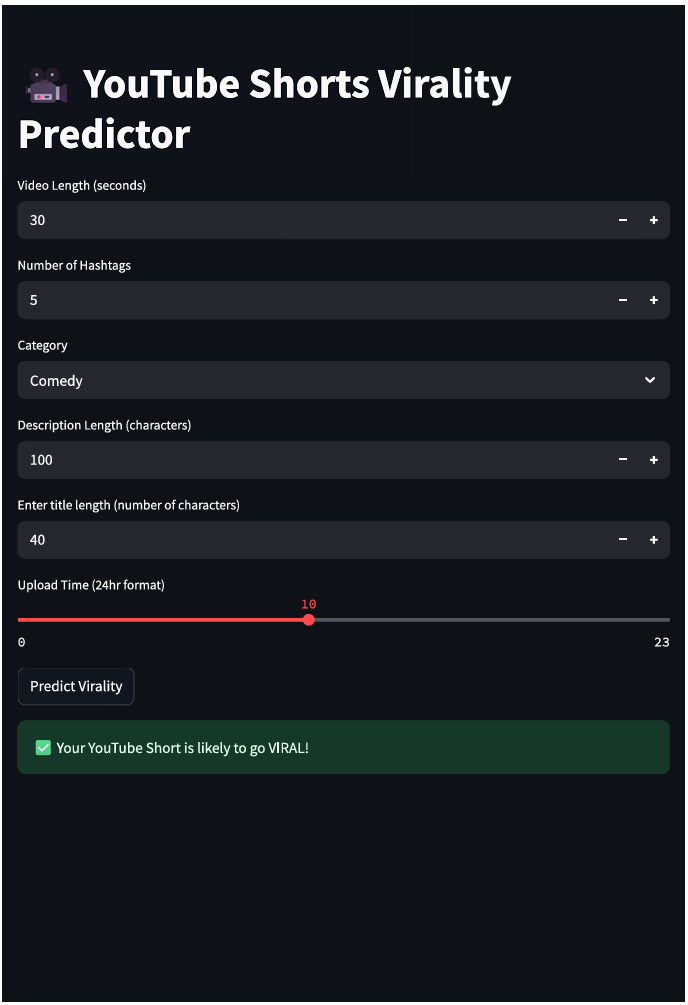 YouTube Shorts Virality
Predictor
Video Length (seconds)
30
Number of Hashtags
5
Category
Comedy
Description Length (characters)
100
Enter title length (number of characters)
40
Upload Time (24hr format)
10
0 23
Predict Virality
Your YouTube Short is likely to go VIRAL!